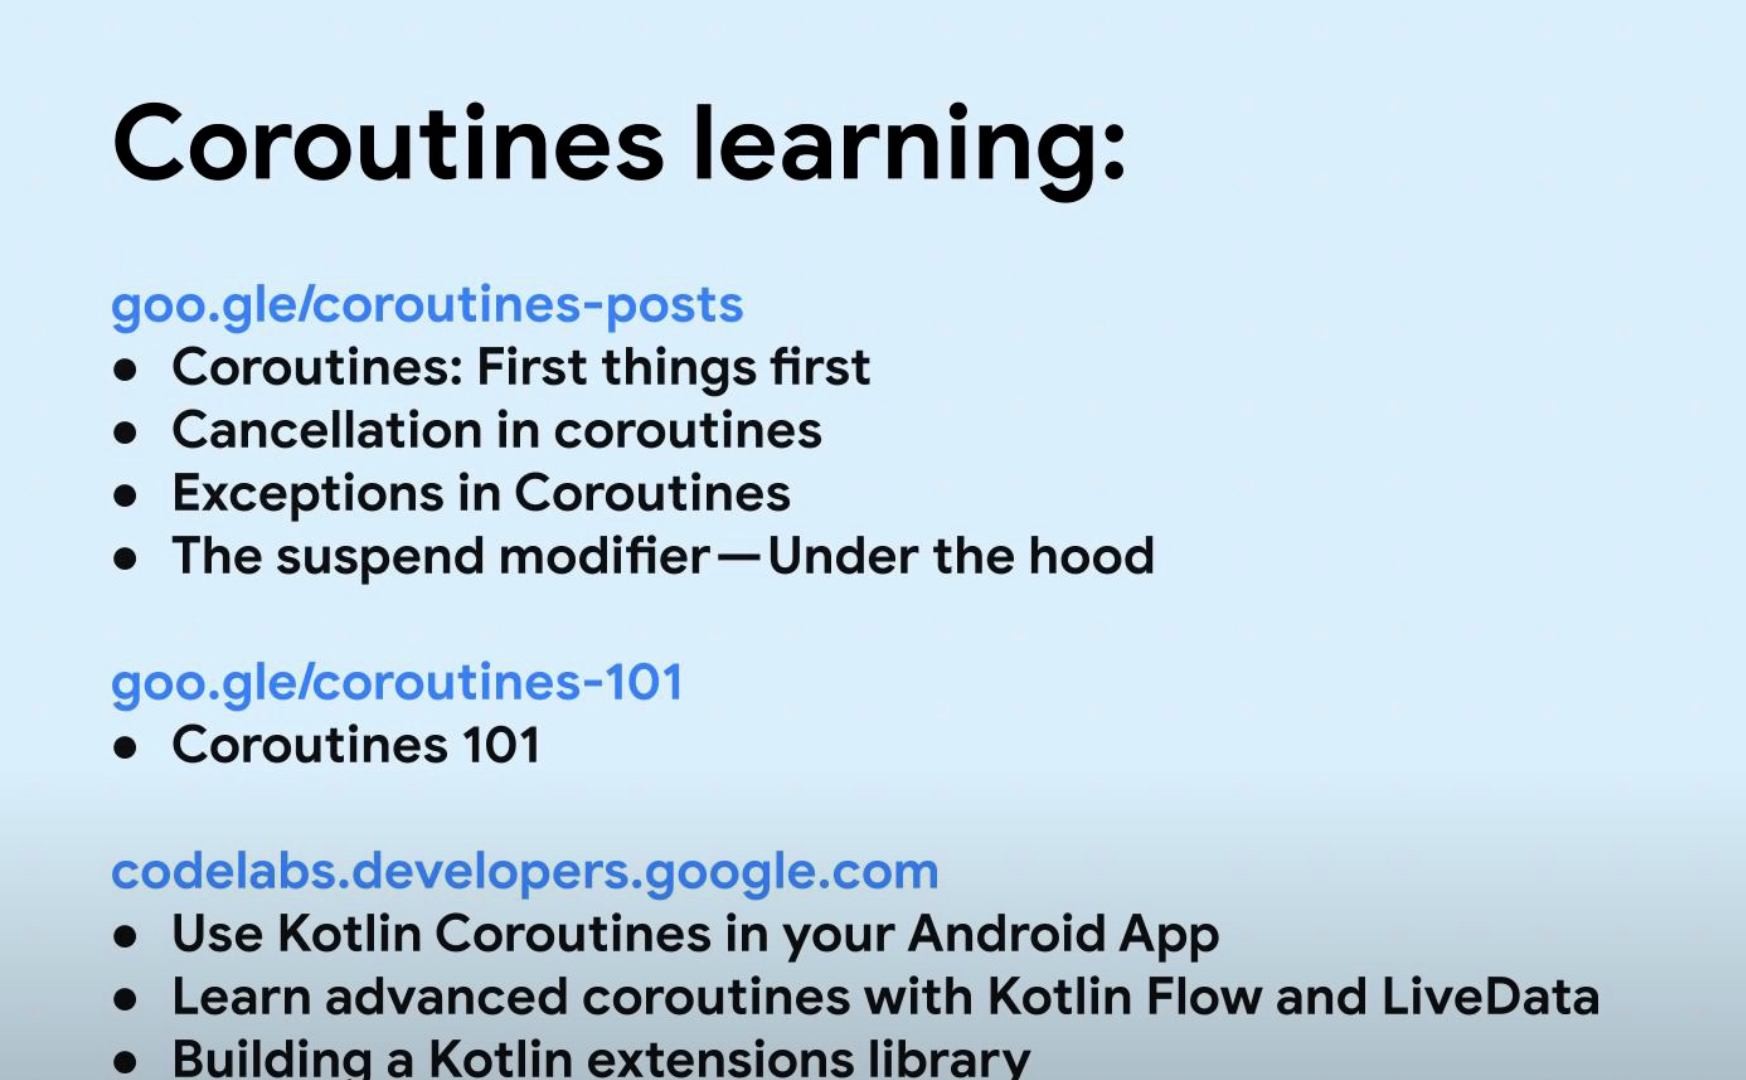 Coroutines learning:
goo.gle/coroutines-posts
● Coroutines: First things first
● Cancellation in coroutines
● Exceptions in Coroutines
● The suspend modifier — Under the hood
goo.gle/coroutines-101
● Coroutines 101
codelabs.developers.google.com
● Use Kotlin Coroutines in your Android App
● Learn advanced coroutines with Kotlin Flow and LiveData
● Building a Kotlin extensions library